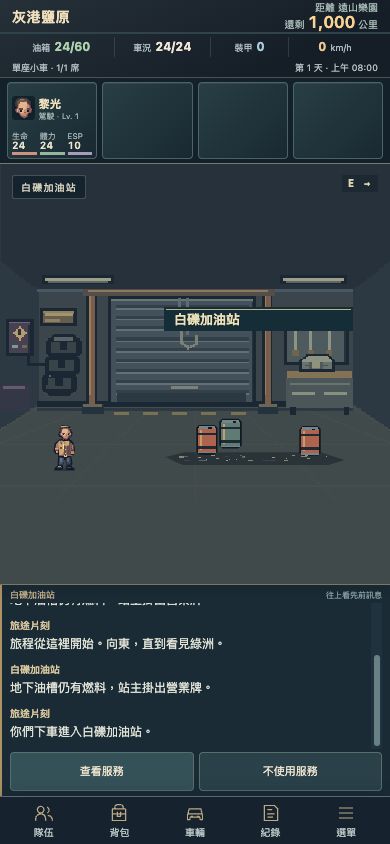 灰港鹽原
距離 遠山樂園
還剩 1,000 公里
油箱 24/60
車況 24/24
裝甲 0
0 km/h
單座小車 · 1/1 席
第 1 天 · 上午 08:00
黎光
駕駛 · Lv. 1
生命 體力 ESP
24 24 10
白礫加油站
E →
白礫加油站
白礫加油站
往上看先前訊息
旅途片刻
旅程從這裡開始。向東，直到看見綠洲。
白礫加油站
地下油槽仍有燃料，站主掛出營業牌。
旅途片刻
你們下車進入白礫加油站。
查看服務
不使用服務
隊伍
背包
車輛
紀錄
選單